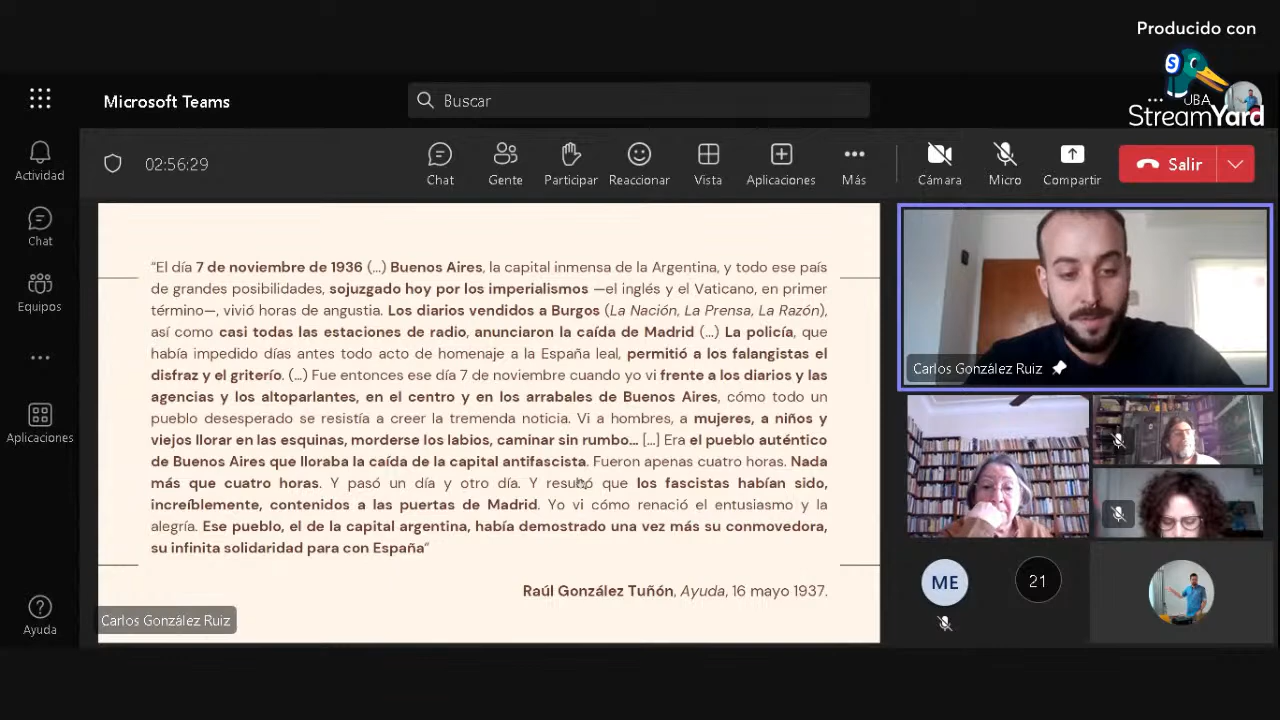 Producido con
StreamYard
UBA
Microsoft Teams
Buscar
Actividad
Chat
Equipos
Aplicaciones
Ayuda
02:56:29
Chat
Gente
Participar
Reaccionar
Vista
Aplicaciones
Más
Cámara
Micro
Compartir
Salir
“El día 7 de noviembre de 1936 (...) Buenos Aires, la capital inmensa de la Argentina, y todo ese país
de grandes posibilidades, sojuzgado hoy por los imperialismos —el inglés y el Vaticano, en primer
término—, vivió horas de angustia. Los diarios vendidos a Burgos (La Nación, La Prensa, La Razón),
así como casi todas las estaciones de radio, anunciaron la caída de Madrid (...) La policía, que
había impedido días antes todo acto de homenaje a la España leal, permitió a los falangistas el
disfraz y el griterío. (...) Fue entonces ese día 7 de noviembre cuando yo vi frente a los diarios y las
agencias y los altoparlantes, en el centro y en los arrabales de Buenos Aires, cómo todo un
pueblo desesperado se resistía a creer la tremenda noticia. Vi a hombres, a mujeres, a niños y
viejos llorar en las esquinas, morderse los labios, caminar sin rumbo... [...] Era el pueblo auténtico
de Buenos Aires que lloraba la caída de la capital antifascista. Fueron apenas cuatro horas. Nada
más que cuatro horas. Y pasó un día y otro día. Y resultó que los fascistas habían sido,
increíblemente, contenidos a las puertas de Madrid. Yo vi cómo renació el entusiasmo y la
alegría. Ese pueblo, el de la capital argentina, había demostrado una vez más su conmovedora,
su infinita solidaridad para con España“
Raúl González Tuñón, Ayuda, 16 mayo 1937.
Carlos González Ruiz
Carlos González Ruiz
ME
21